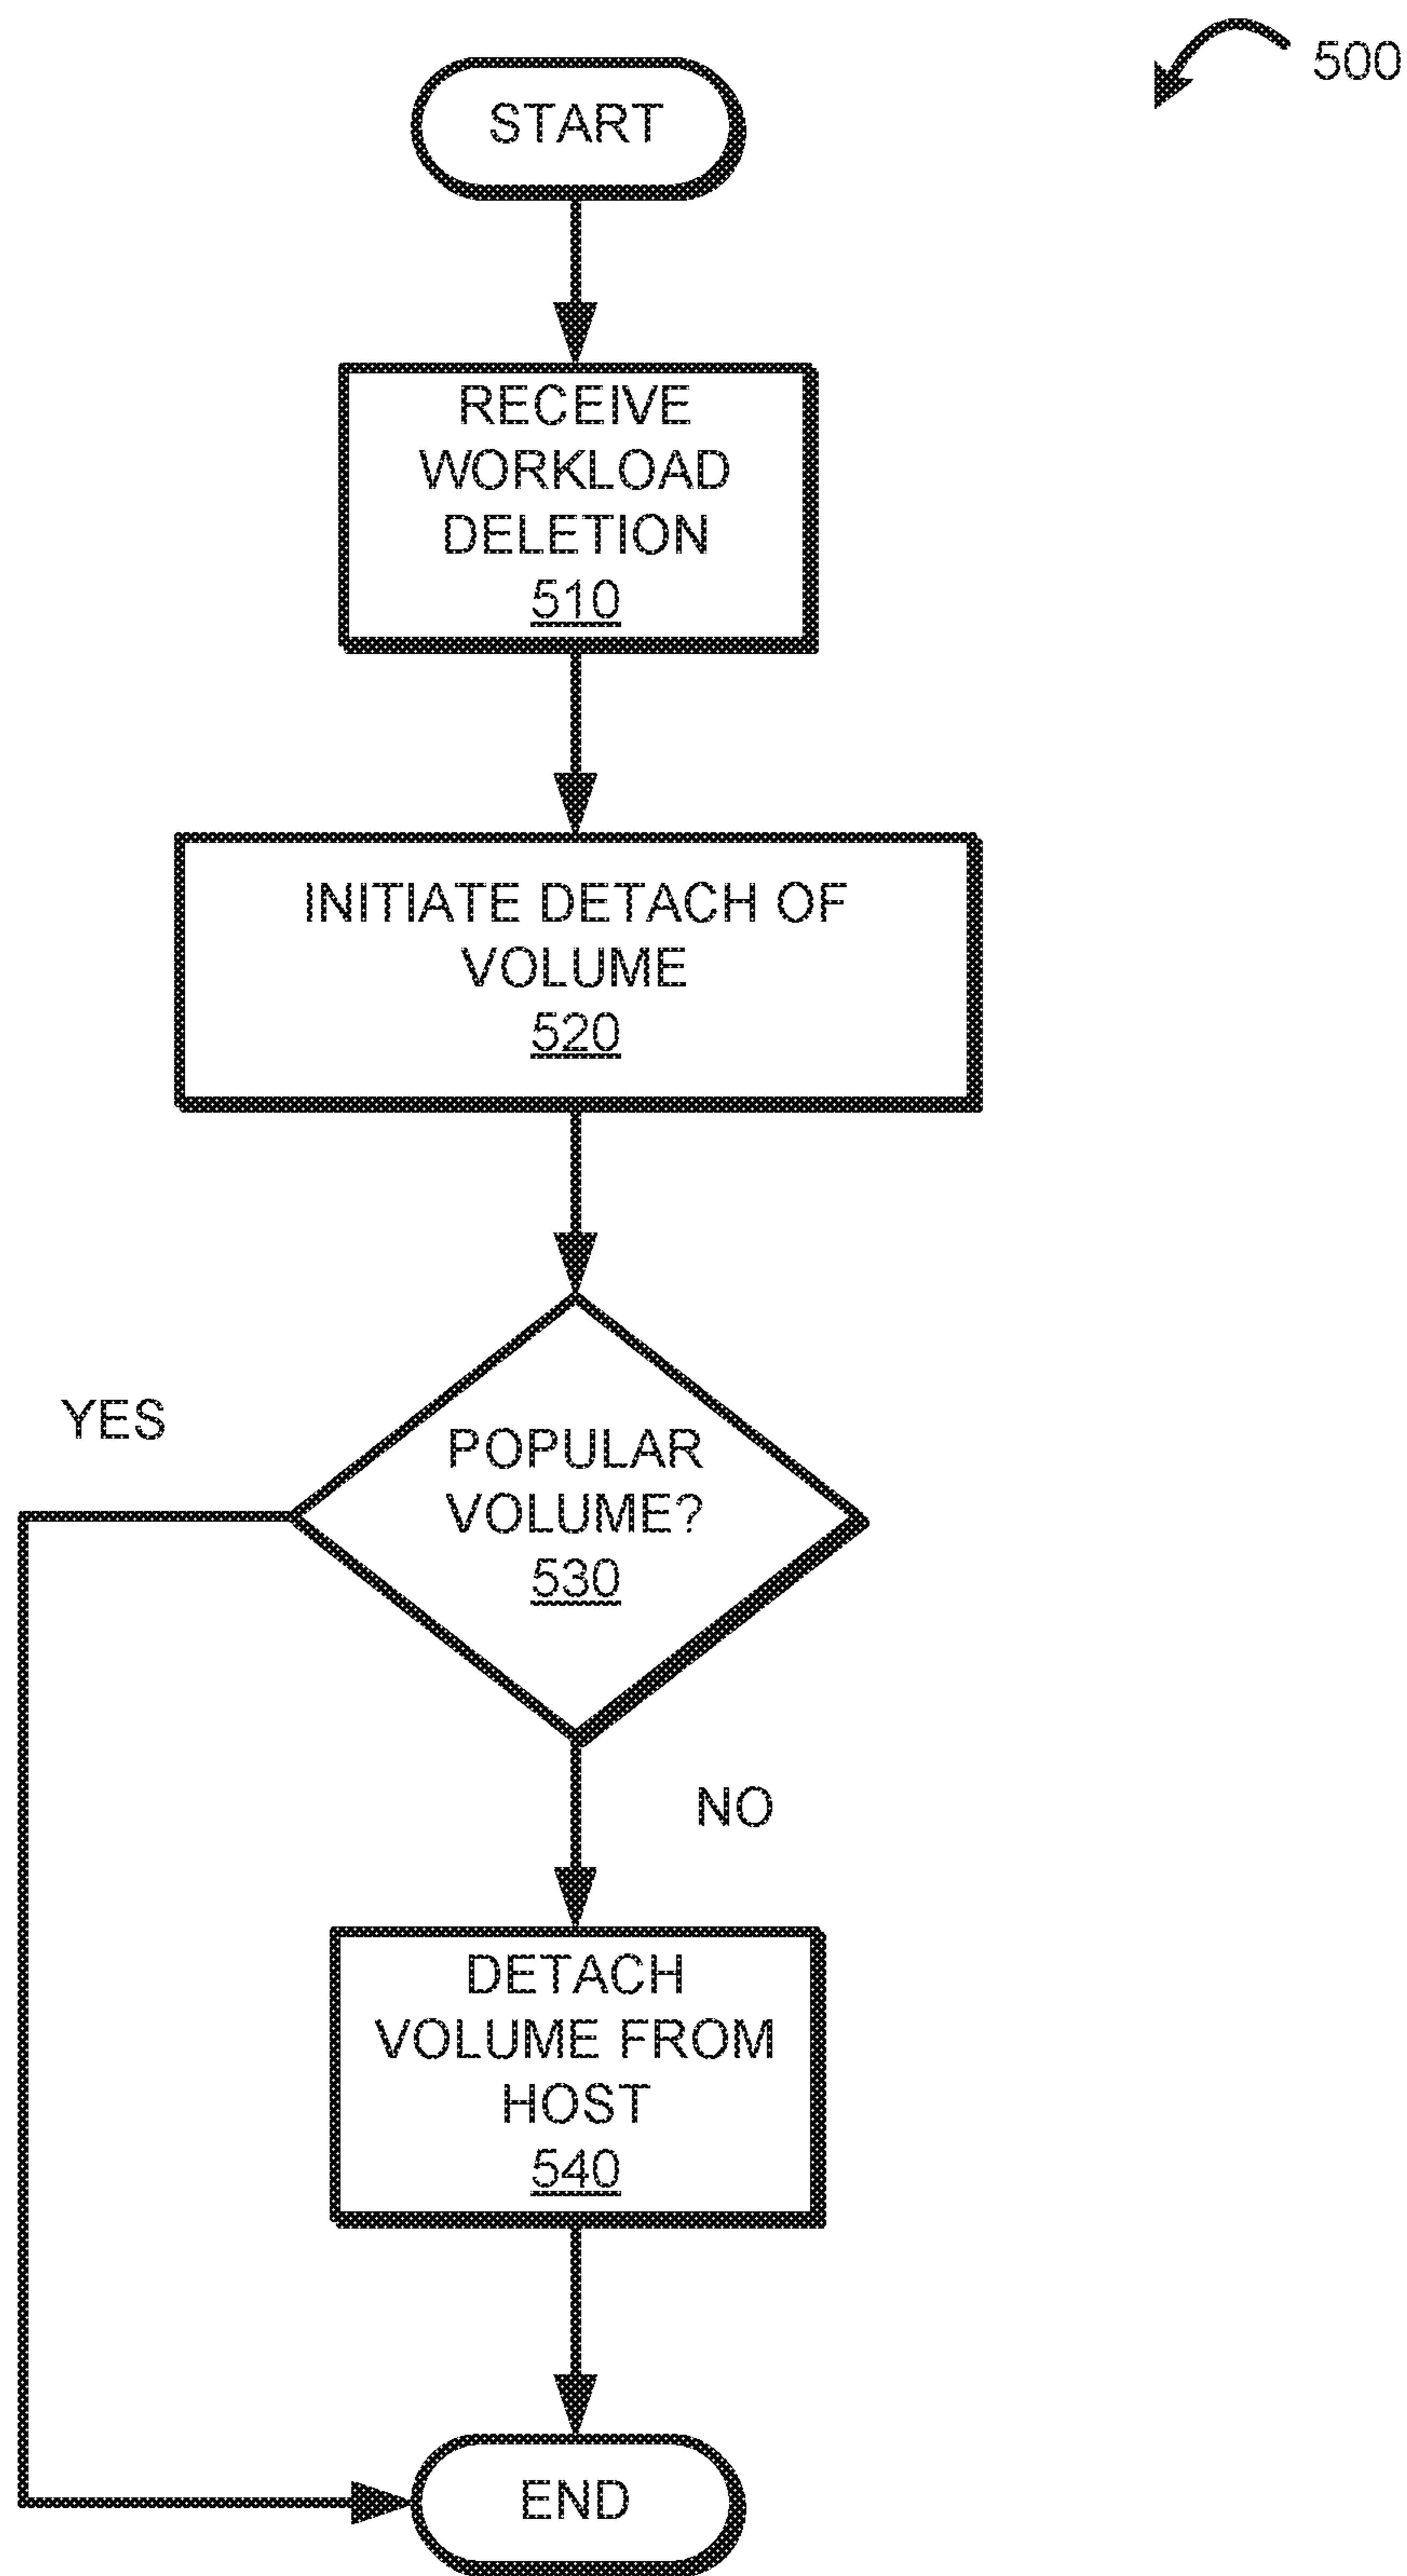 500
START
RECEIVE
WORKLOAD
DELETION
510
INITIATE DETACH OF
VOLUME
520
YES
POPULAR
VOLUME?
530
NO
DETACH
VOLUME FROM
HOST
540
END